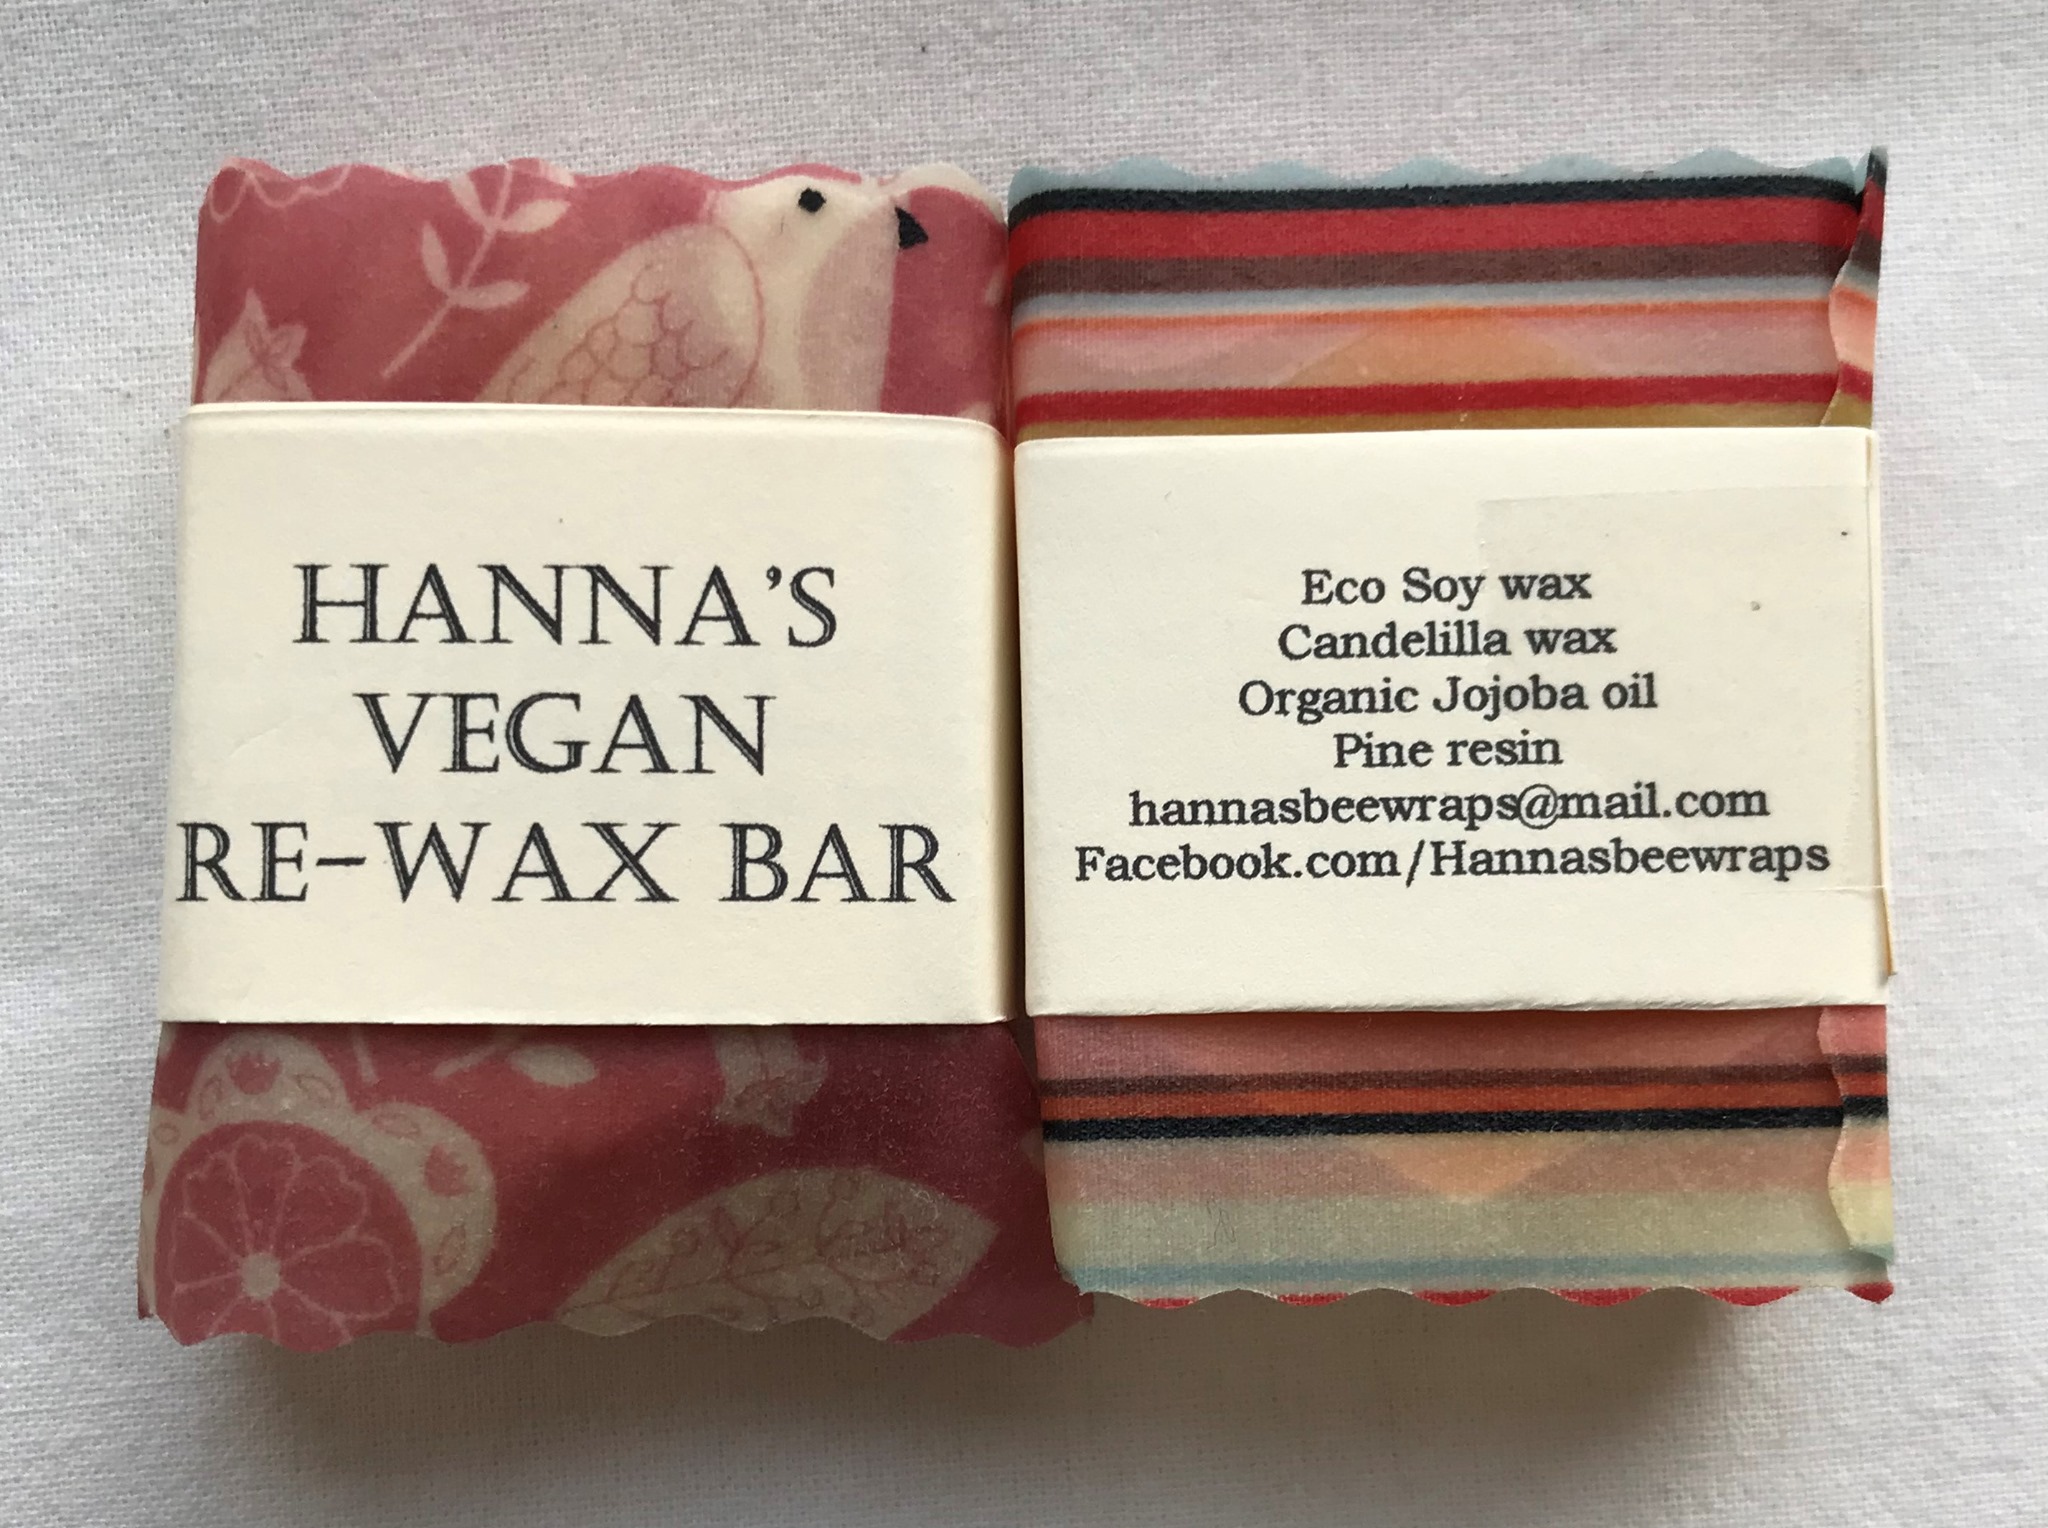 HANNA'S
VEGAN
RE-WAX BAR
Eco Soy wax
Candelilla wax
Organic Jojoba oil
Pine resin
hannasbeewraps@mail.com
Facebook.com/Hannasbeewraps